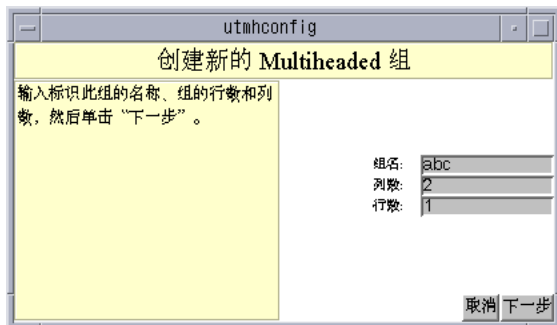 utmhconfig
创建新的 Multiheaded 组
输入标识此组的名称、组的行数和列
数，然后单击“下一步”。
组名: abc
列数: 2
行数: 1
取消 下一步